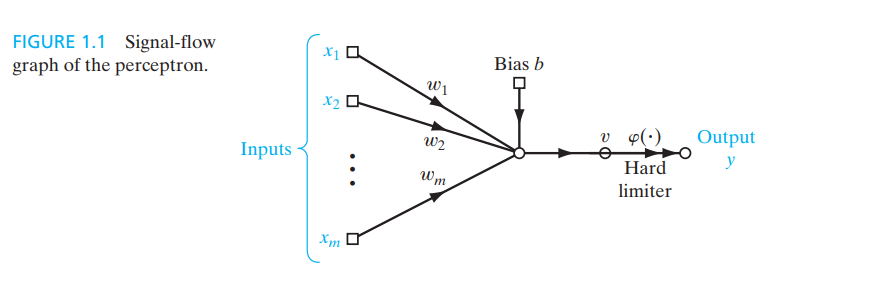 FIGURE 1.1 Signal-flow
graph of the perceptron.
Inputs
x1
x2
xm
w1
w2
wm
Bias b
v
φ(·)
Hard
limiter
Output
y